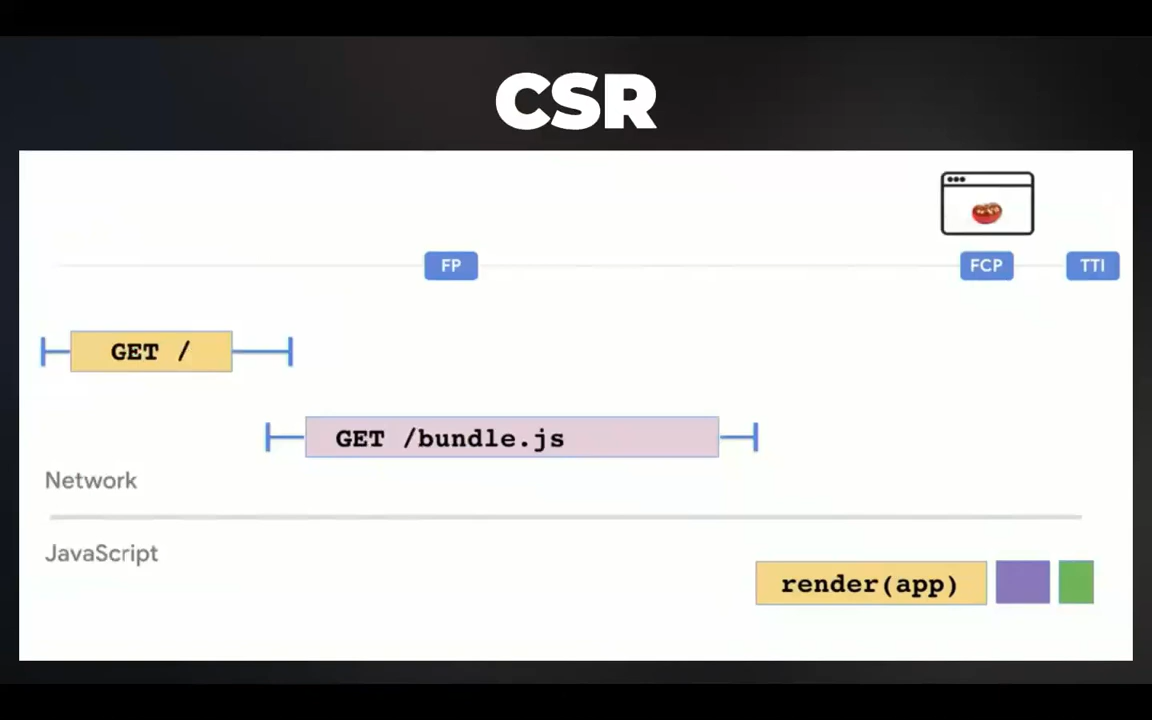 CSR
FP
FCP
TTI
GET /
GET /bundle.js
Network
JavaScript
render(app)